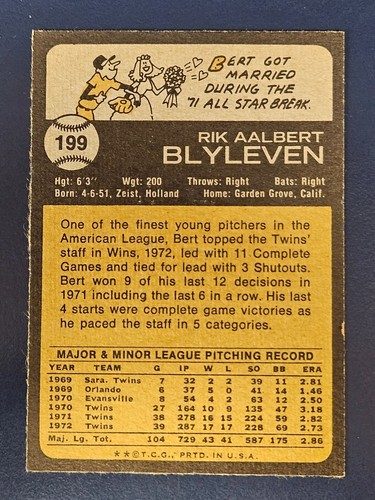 BERT GOT
MARRIED
DURING THE
'71 ALL STAR BREAK.
199
RIK AALBERT
BLYLEVEN
Hgt: 6'3" Wgt: 200 Throws: Right Bats: Right
Born: 4-6-51, Zeist, Holland Home: Garden Grove, Calif.
One of the finest young pitchers in the
American League, Bert topped the Twins'
staff in Wins, 1972, led with 11 Complete
Games and tied for lead with 3 Shutouts.
Bert won 9 of his last 12 decisions in
1971 including the last 6 in a row. His last
4 starts were complete game victories as
he paced the staff in 5 categories.
MAJOR & MINOR LEAGUE PITCHING RECORD
YEAR TEAM G IP W L SO BB ERA
1969 Sara. Twins 7 32 2 2 39 11 2.81
1969 Orlando 6 37 5 0 41 14 1.46
1970 Evansville 8 54 4 2 63 12 2.50
1970 Twins 27 164 10 9 135 47 3.18
1971 Twins 38 278 16 15 224 59 2.82
1972 Twins 39 287 17 17 228 69 2.73
Maj. Lg. Tot. 104 729 43 41 587 175 2.86
**©T.C.G., PRTD. IN U.S.A.